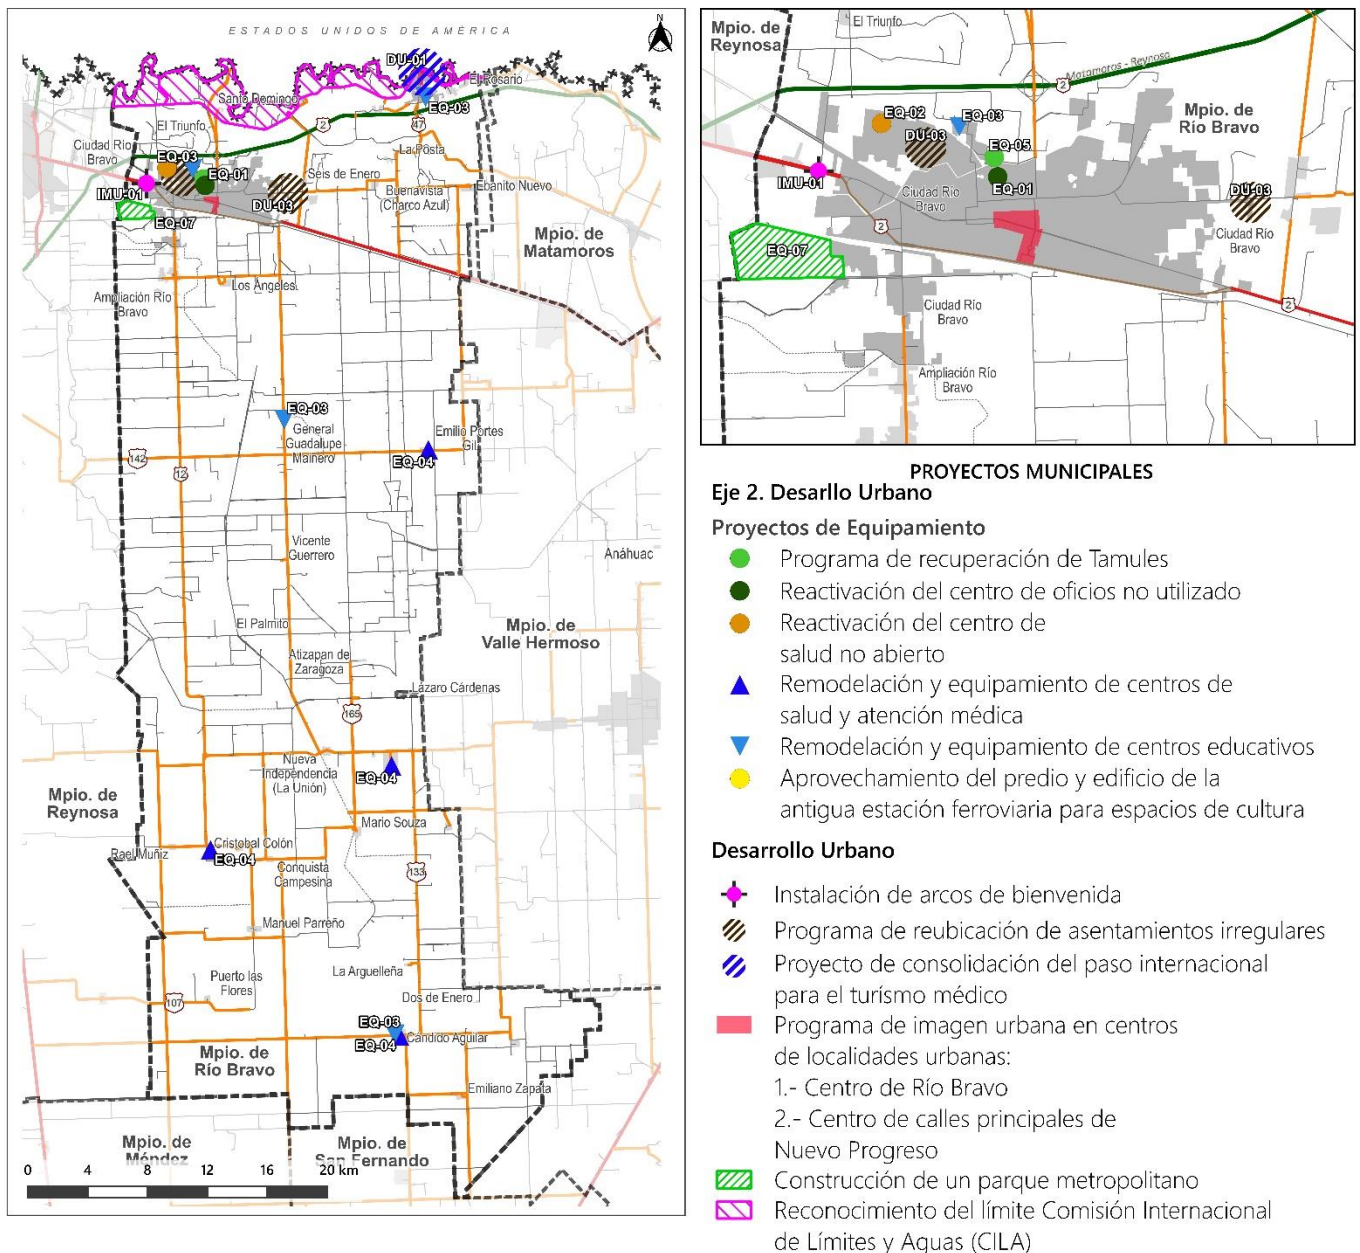 ESTADOS UNIDOS DE AMÉRICA
N
DU-01
El Rosario
EQ-03
Santo Domingo
2
47
El Triunfo
La Posta
Ciudad Río
Bravo
EQ-03
EQ-01
Seis de Enero
Ebanito Nuevo
Buenavista
(Charco Azul)
IMU-01
DU-03
EQ-07
Mpio. de
Matamoros
Los Angeles
Ampliación Río
Bravo
EQ-03
General
Guadalupe
Mainero
Emilio Portes
Gil
EQ-04
142
12
Vicente
Guerrero
Anáhuac
El Palmito
Mpio. de
Valle Hermoso
Atizapan de
Zaragoza
Lázaro Cárdenas
165
Nueva
Independencia
(La Unión)
EQ-04
Mpio. de
Reynosa
Mario Souza
Cristobal Colón
Rael Muñiz
EQ-04
Conquista
Campesina
133
Manuel Parreño
La Arguelleña
Puerto las
Flores
107
Dos de Enero
EQ-03
EQ-04
Candido Aguilar
Mpio. de
Río Bravo
Emiliano Zapata
Mpio. de
Méndez
Mpio. de
San Fernando
0 4 8 12 16 20 km
Mpio. de
Reynosa
El Triunfo
Matamoros - Reynosa
2
EQ-02
EQ-03
DU-03
EQ-05
Mpio. de
Río Bravo
IMU-01
EQ-01
Ciudad Río
Bravo
DU-03
2
EQ-07
Ciudad Río
Bravo
2
Ciudad Río
Bravo
Ampliación Río
Bravo
PROYECTOS MUNICIPALES
Eje 2. Desarllo Urbano
Proyectos de Equipamiento
Programa de recuperación de Tamules
Reactivación del centro de oficios no utilizado
Reactivación del centro de
salud no abierto
Remodelación y equipamiento de centros de
salud y atención médica
Remodelación y equipamiento de centros educativos
Aprovechamiento del predio y edificio de la
antigua estación ferroviaria para espacios de cultura
Desarrollo Urbano
Instalación de arcos de bienvenida
Programa de reubicación de asentamientos irregulares
Proyecto de consolidación del paso internacional
para el turísmo médico
Programa de imagen urbana en centros
de localidades urbanas:
1.- Centro de Río Bravo
2.- Centro de calles principales de
Nuevo Progreso
Construcción de un parque metropolitano
Reconocimiento del límite Comisión Internacional
de Límites y Aguas (CILA)